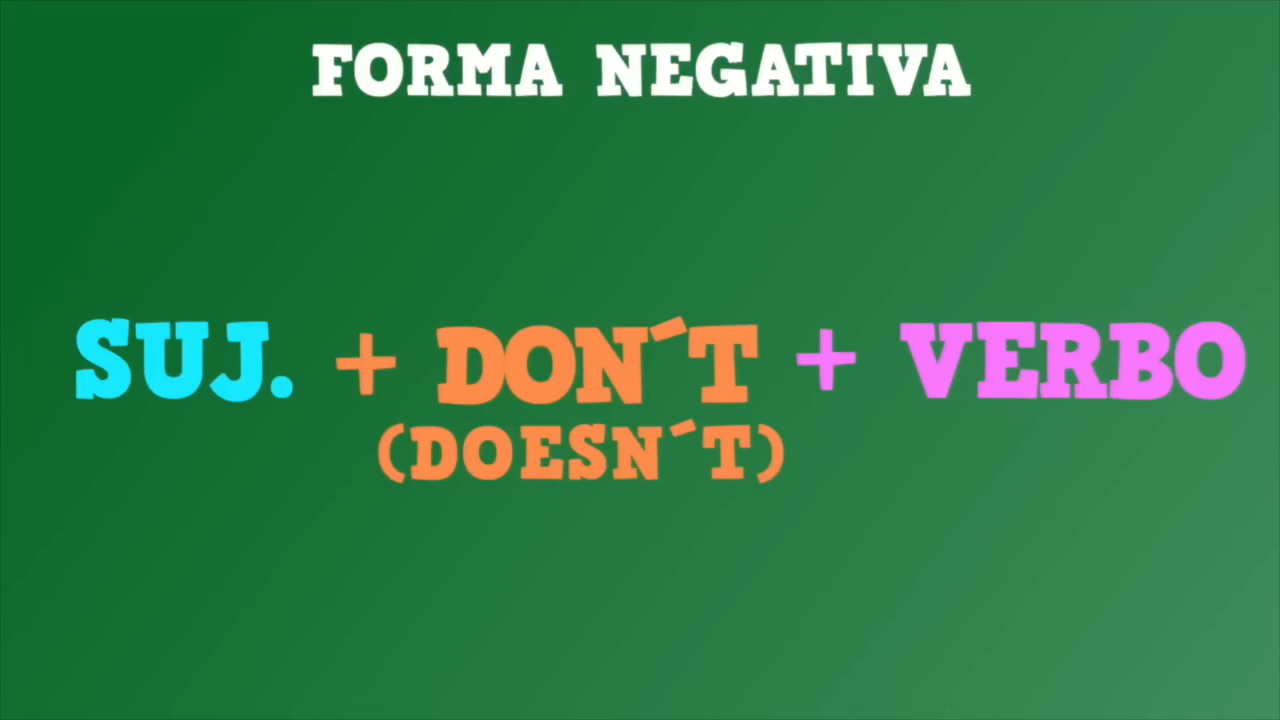 FORMA NEGATIVA
SUJ. + DON´T + VERBO
(DOESN´T)